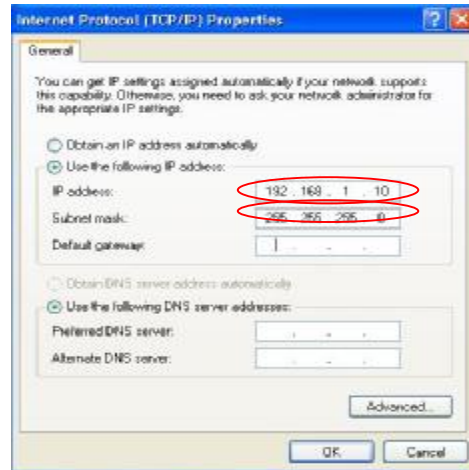 Internet Protocol (TCP/IP) Properties
General
You can get IP settings assigned automatically if your network supports
this capability. Otherwise, you need to ask your network administrator for
the appropriate IP settings.
Obtain an IP address automatically
Use the following IP address:
IP address: 192 . 168 . 1 . 10
Subnet mask: 255 . 255 . 255 . 0
Default gateway: . . .
Obtain DNS server address automatically
Use the following DNS server addresses:
Preferred DNS server: . . .
Alternate DNS server: . . .
Advanced...
OK Cancel